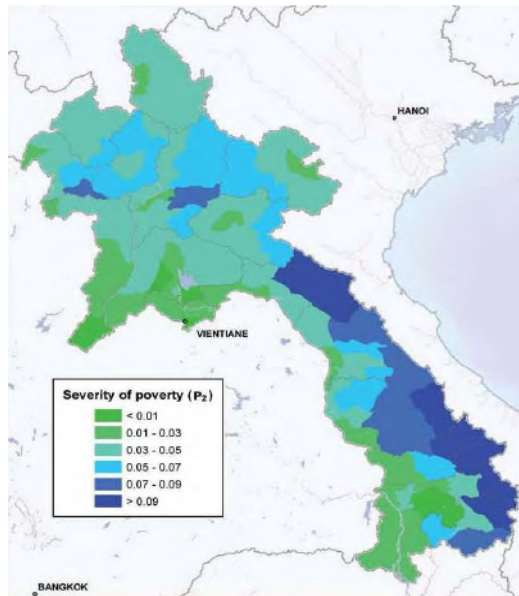 HANOI
VIENTIANE
Severity of poverty (P₂)
< 0.01
0.01 - 0.03
0.03 - 0.05
0.05 - 0.07
0.07 - 0.09
> 0.09
BANGKOK